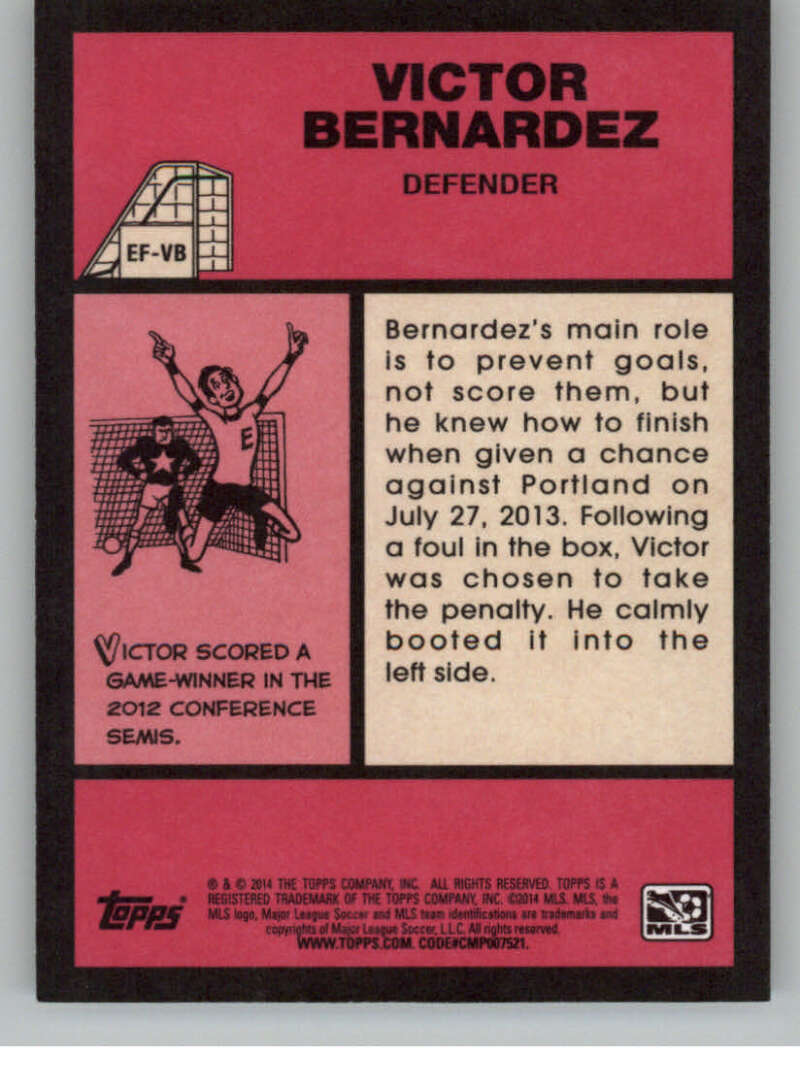 VICTOR
BERNARDEZ
DEFENDER
EF-VB
E
VICTOR SCORED A
GAME-WINNER IN THE
2012 CONFERENCE
SEMIS.
Bernardez's main role
is to prevent goals,
not score them, but
he knew how to finish
when given a chance
against Portland on
July 27, 2013. Following
a foul in the box, Victor
was chosen to take
the penalty. He calmly
booted it into the
left side.
topps
® & © 2014 THE TOPPS COMPANY, INC. ALL RIGHTS RESERVED. TOPPS IS A
REGISTERED TRADEMARK OF THE TOPPS COMPANY, INC. ©2014 MLS. MLS, the
MLS logo, Major League Soccer and MLS team identifications are trademarks and
copyrights of Major League Soccer, L.L.C. All rights reserved.
WWW.TOPPS.COM. CODE#CMP007521.
MLS